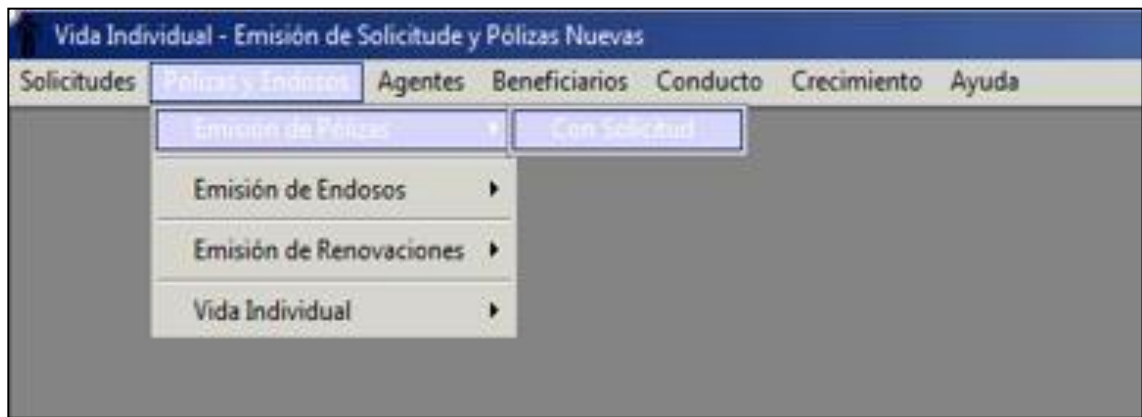 Vida Individual - Emisión de Solicitude y Pólizas Nuevas
Solicitudes Pólizas y Endosos Agentes Beneficiarios Conducto Crecimiento Ayuda
Emisión de Pólizas Con Solicitud
Emisión de Endosos
Emisión de Renovaciones
Vida Individual